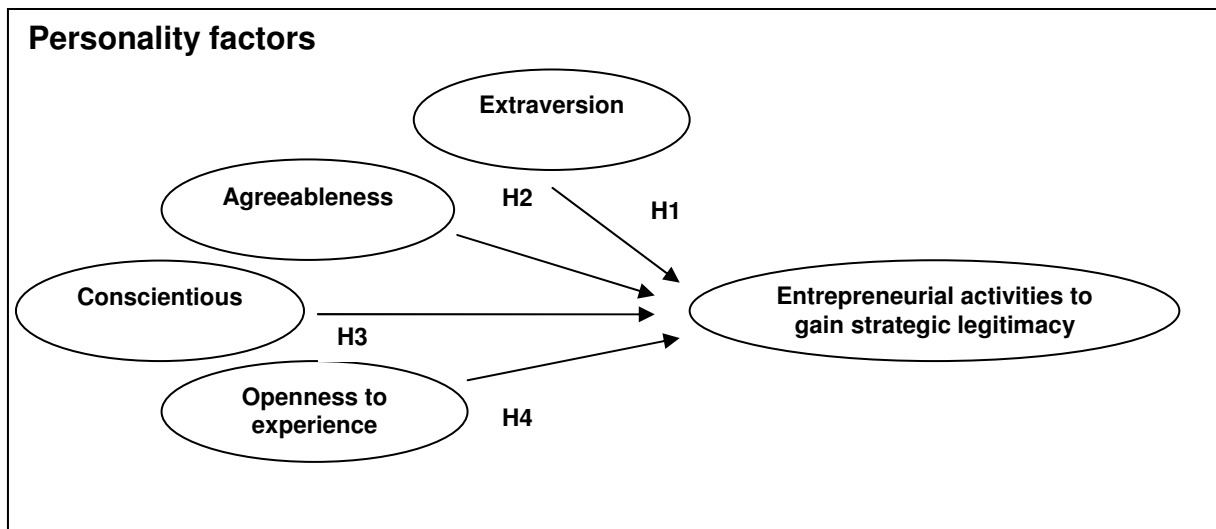 Personality factors
Extraversion
Agreeableness
H2
H1
Conscientious
Entrepreneurial activities to
gain strategic legitimacy
H3
Openness to
experience
H4